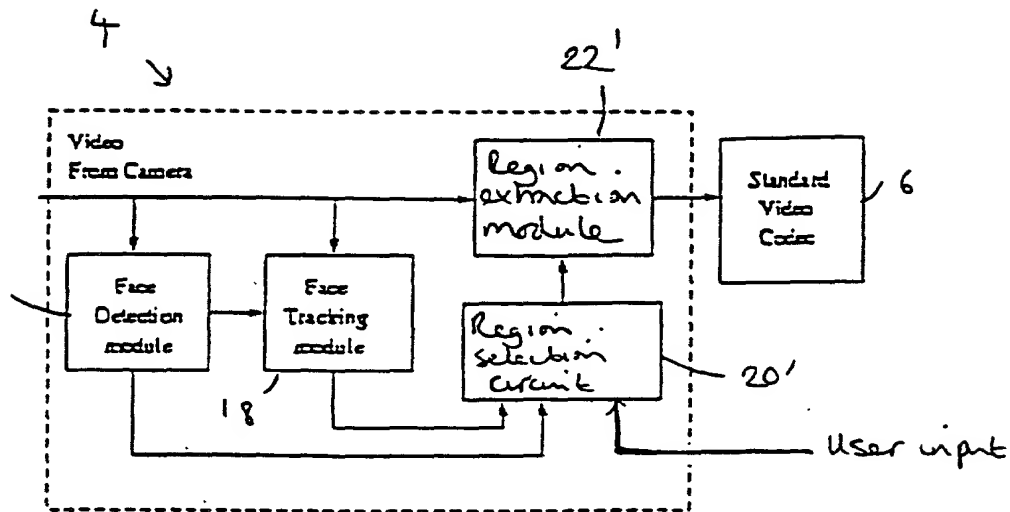 4
22'
Video
From Camera
Region
extraction
module
Standard
Video
Codec
6
Face
Detection
module
Face
Tracking
module
18
Region
selection
circuit
20'
User input